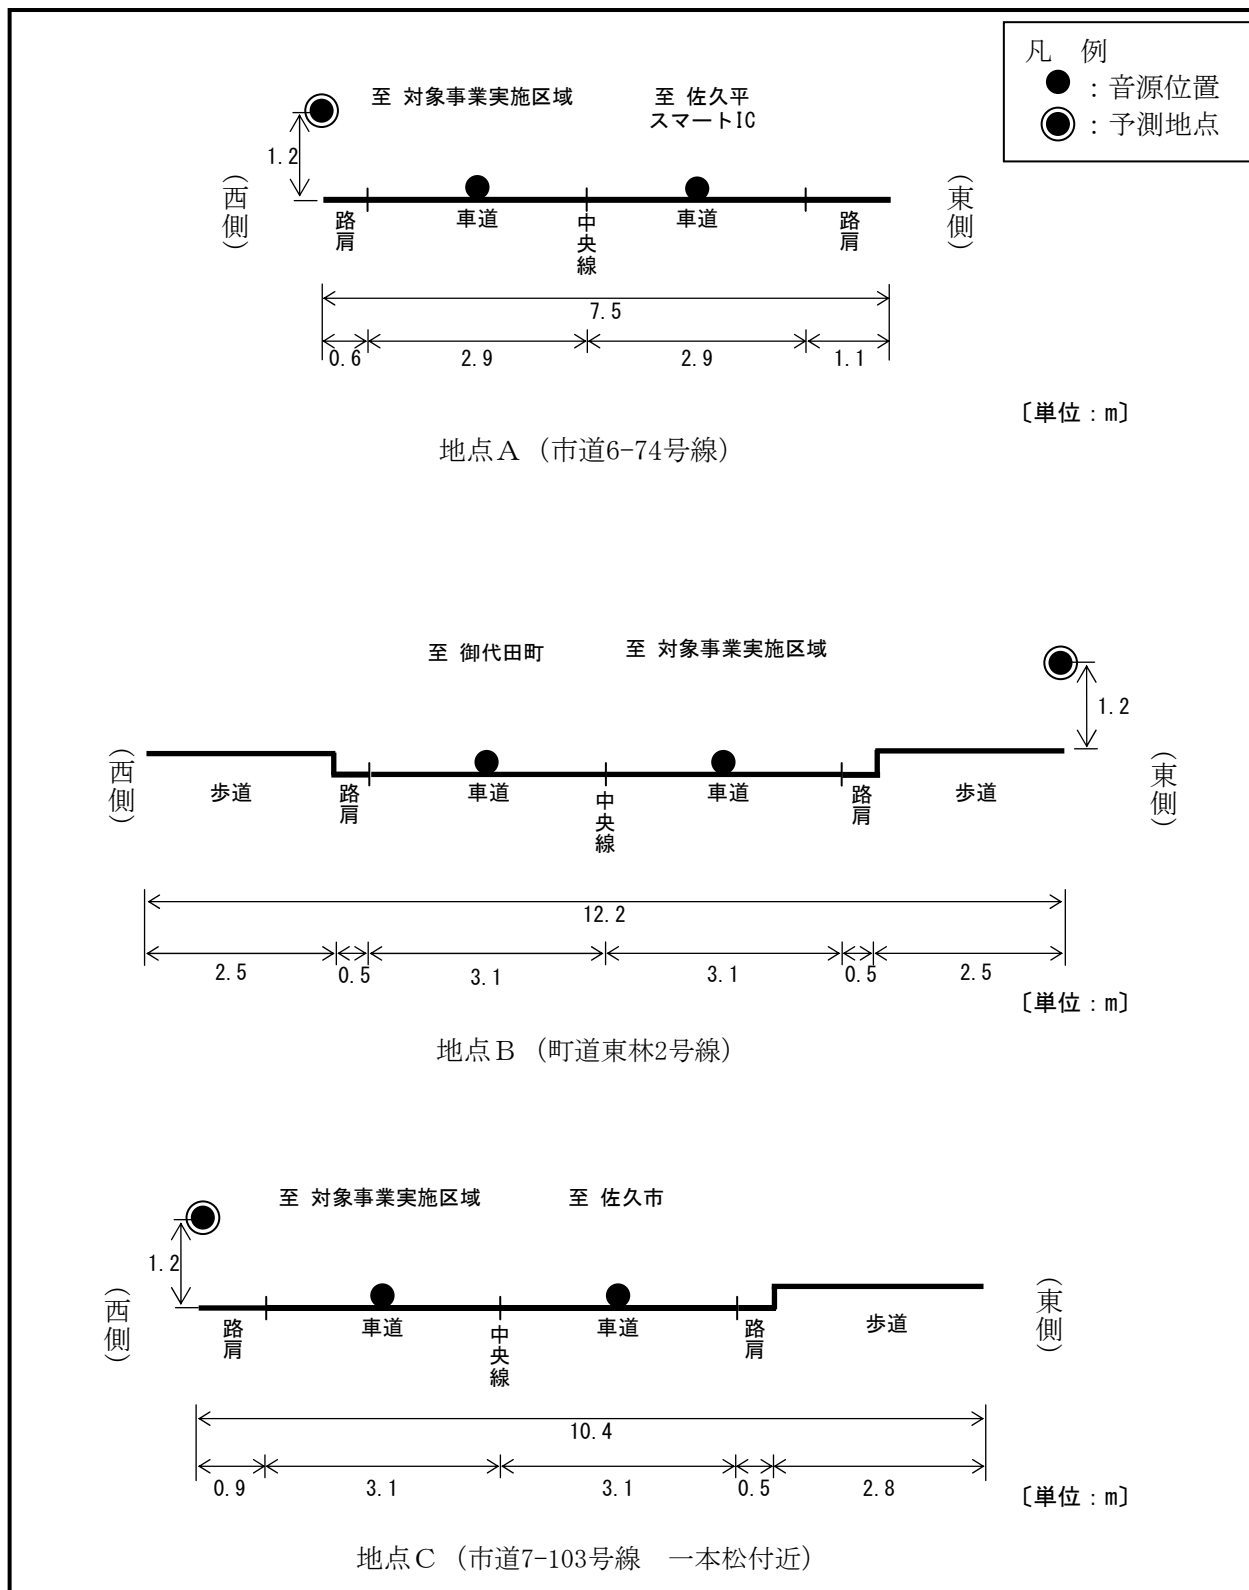 凡 例
●：音源位置
◉：予測地点
至 対象事業実施区域
至 佐久平
スマートIC
1.2
（西側）
（東側）
路肩
車道
中央線
車道
路肩
7.5
0.6
2.9
2.9
1.1
〔単位：m〕
地点Ａ（市道6-74号線）
至 御代田町
至 対象事業実施区域
1.2
（西側）
（東側）
歩道
路肩
車道
中央線
車道
路肩
歩道
12.2
2.5
0.5
3.1
3.1
0.5
2.5
〔単位：m〕
地点Ｂ（町道東林2号線）
至 対象事業実施区域
至 佐久市
1.2
（西側）
（東側）
路肩
車道
中央線
車道
路肩
歩道
10.4
0.9
3.1
3.1
0.5
2.8
〔単位：m〕
地点Ｃ（市道7-103号線　一本松付近）